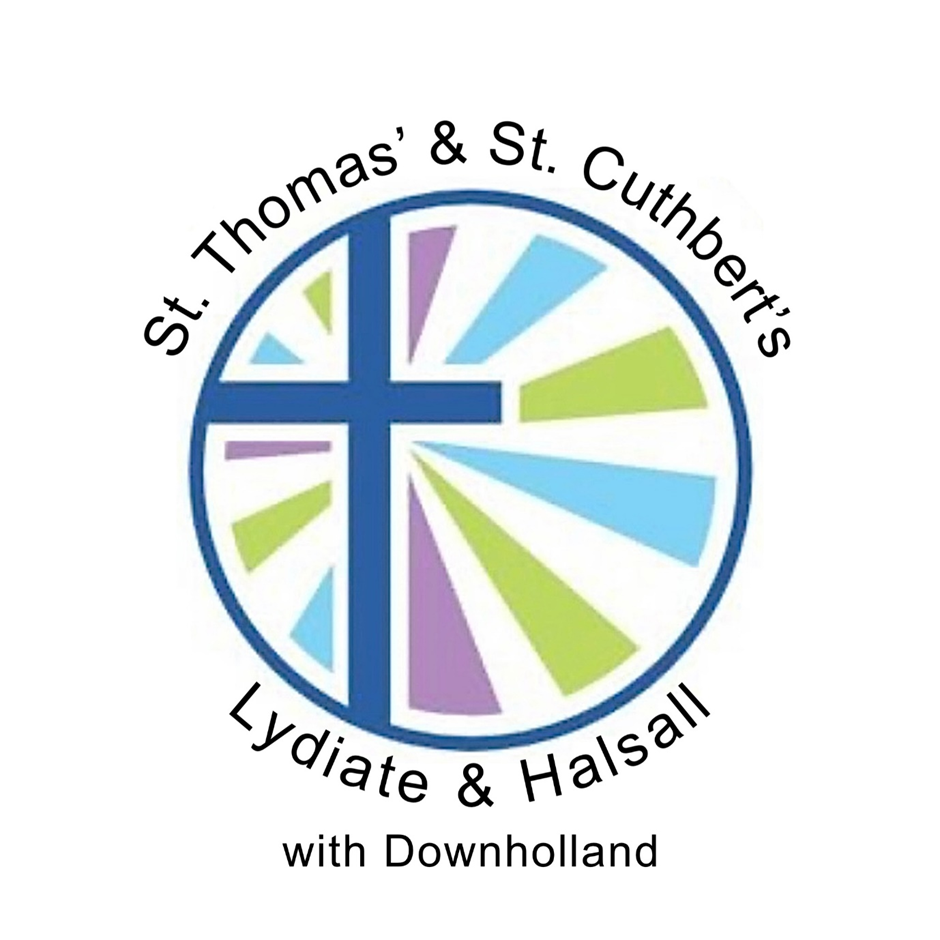 St. Thomas’ & St. Cuthbert’s
Lydiate & Halsall
with Downholland